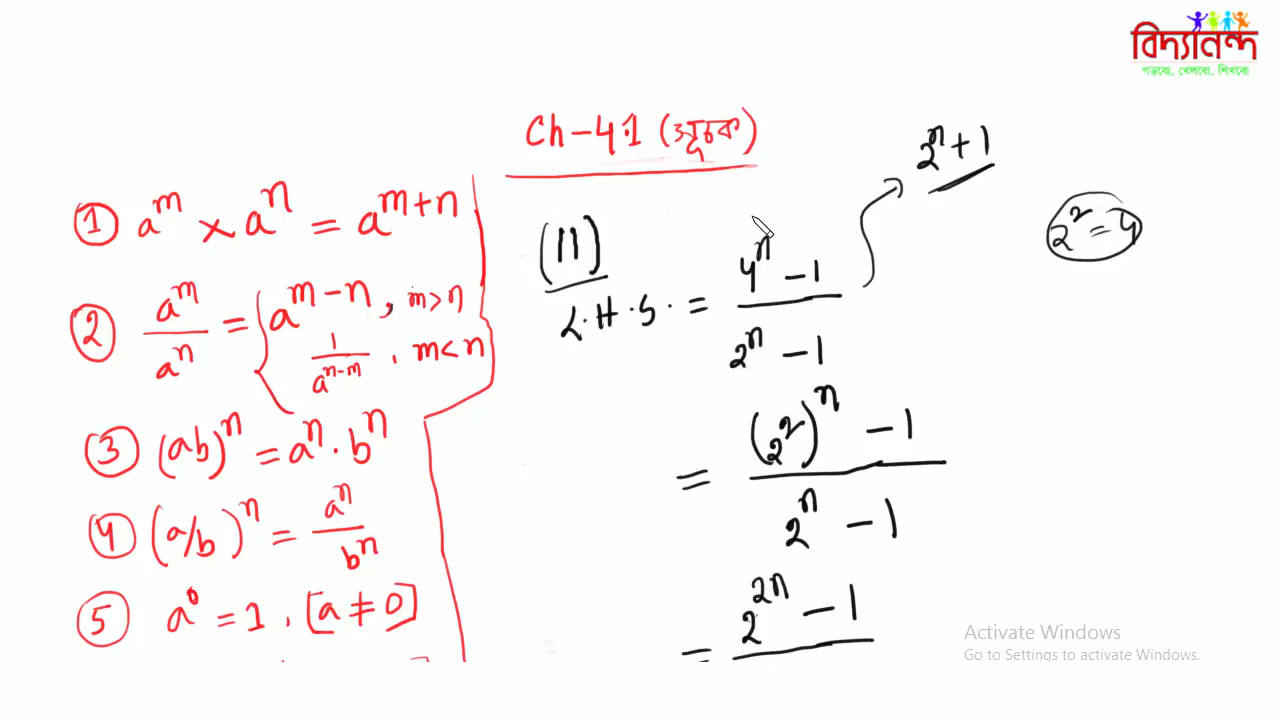 বিদ্যানন্দ
পড়বো, খেলবো, শিখবো
Ch-4.1 (সূচক)
① a^m × a^n = a^{m+n}
② a^m / a^n = { a^{m-n}, m>n
1 / a^{n-m}, m<n
③ (ab)^n = a^n · b^n
④ (a/b)^n = a^n / b^n
⑤ a^0 = 1, [a ≠ 0]
(11)
L.H.S. = 4^n - 1 / 2^n - 1
2^n + 1
2^2 = 4
= (2^2)^n - 1 / 2^n - 1
= 2^{2n} - 1
Activate Windows
Go to Settings to activate Windows.